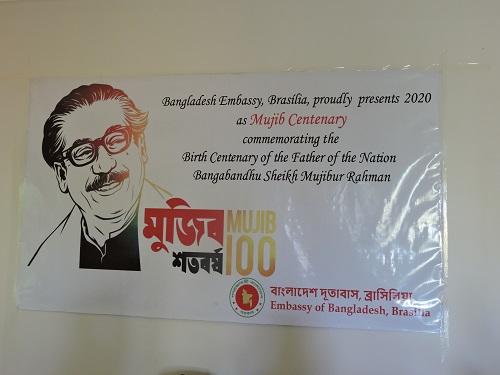 Bangladesh Embassy, Brasilia, proudly presents 2020
as Mujib Centenary
commemorating the
Birth Centenary of the Father of the Nation
Bangabandhu Sheikh Mujibur Rahman
মুজিব MUJIB
শতবর্ষ 100
বাংলাদেশ দূতাবাস, ব্রাসিলিয়া
Embassy of Bangladesh, Brasilia